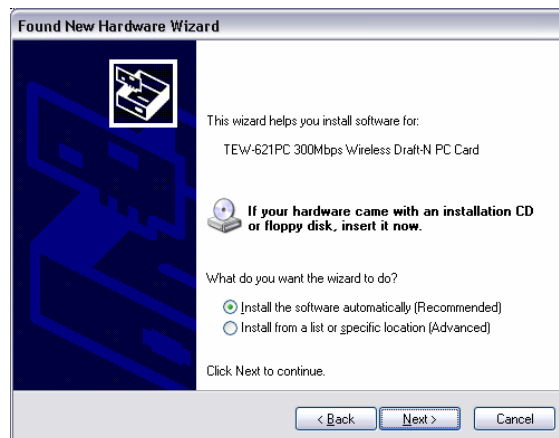 Found New Hardware Wizard
This wizard helps you install software for:
TEW-621PC 300Mbps Wireless Draft-N PC Card
If your hardware came with an installation CD
or floppy disk, insert it now.
What do you want the wizard to do?
Install the software automatically (Recommended)
Install from a list or specific location (Advanced)
Click Next to continue.
< Back Next > Cancel